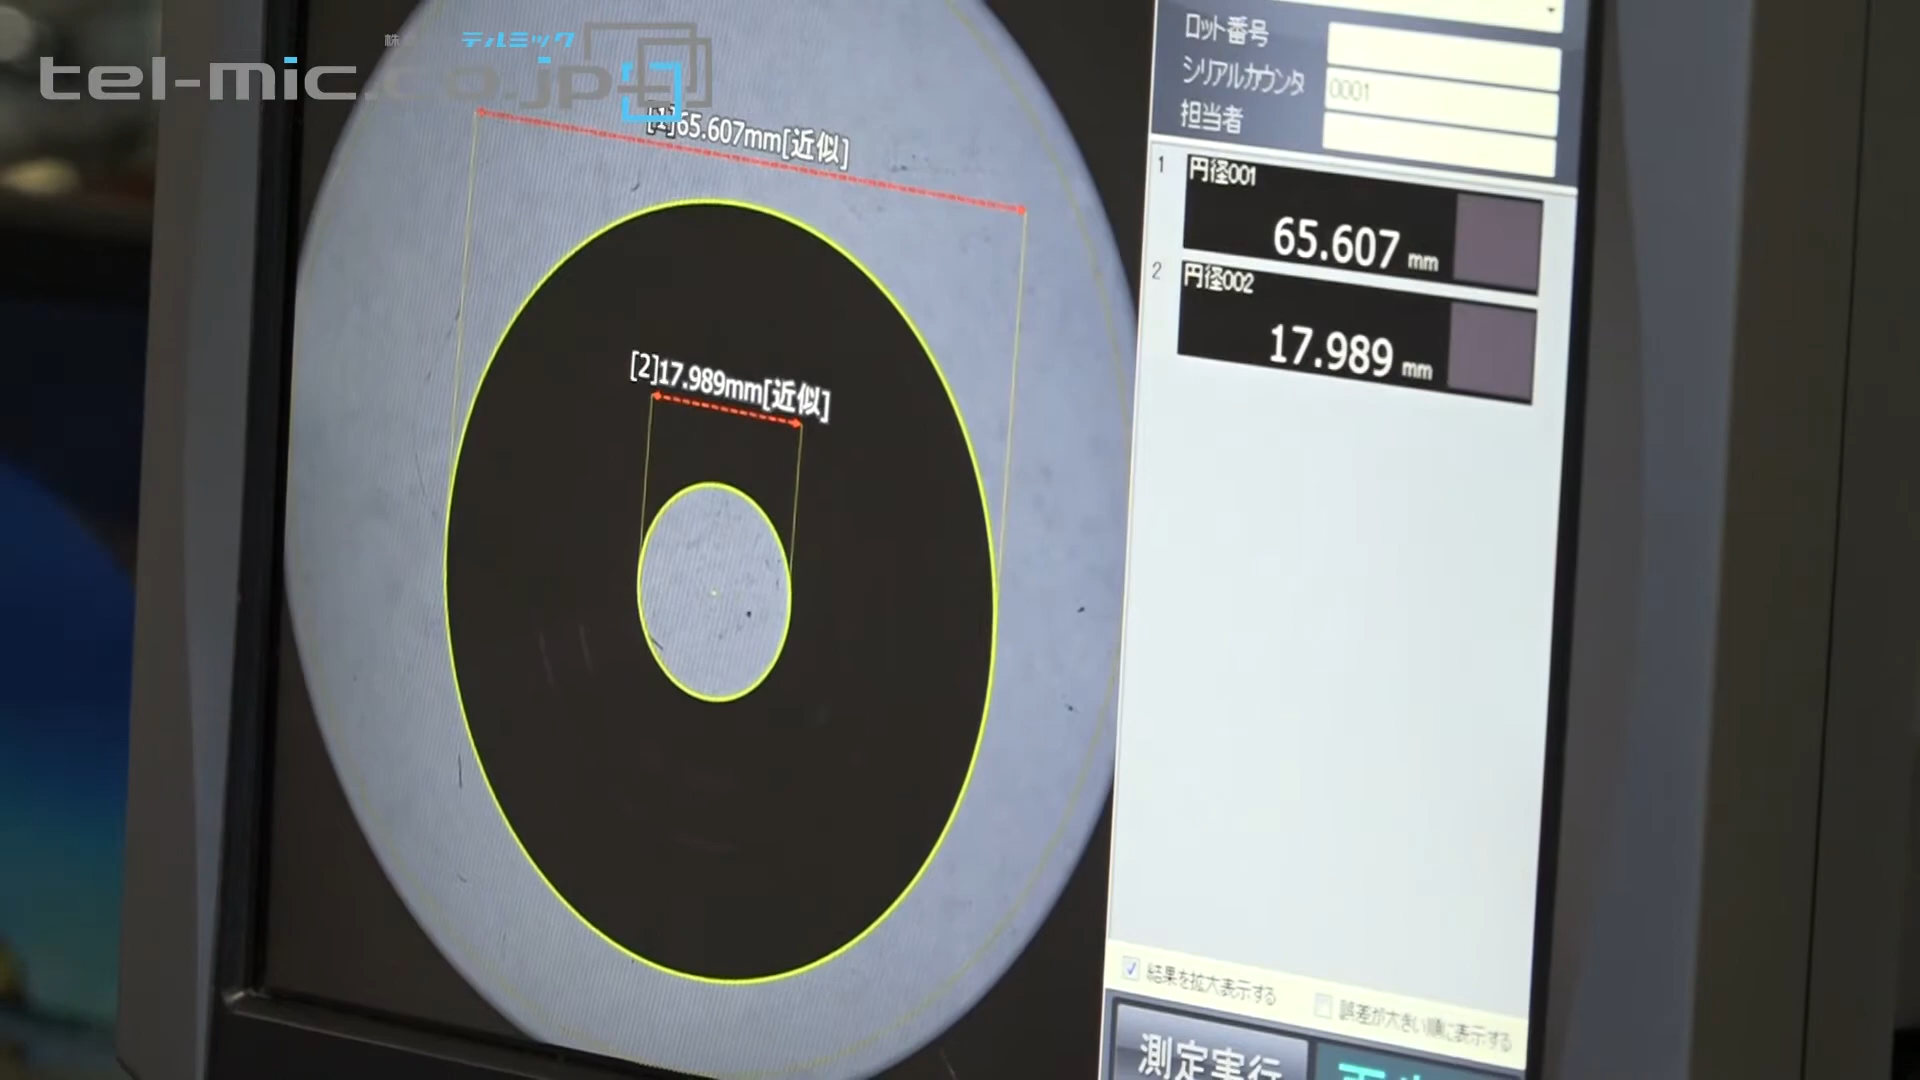 テルミック
tel-mic.co.jp
[1]65.607mm[近似]
[2]17.989mm[近似]
ロット番号
シリアルカウンタ 0001
担当者
1 円径001
65.607 mm
2 円径002
17.989 mm
結果を拡大表示する
誤差が大きい順に表示する
測定実行